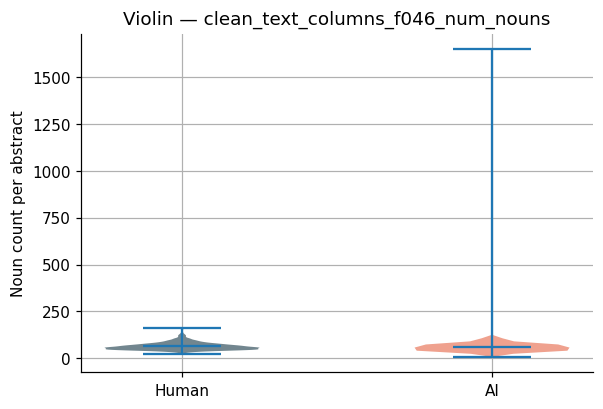 Violin — clean_text_columns_f046_num_nouns
Noun count per abstract
1500
1250
1000
750
500
250
0
Human
AI